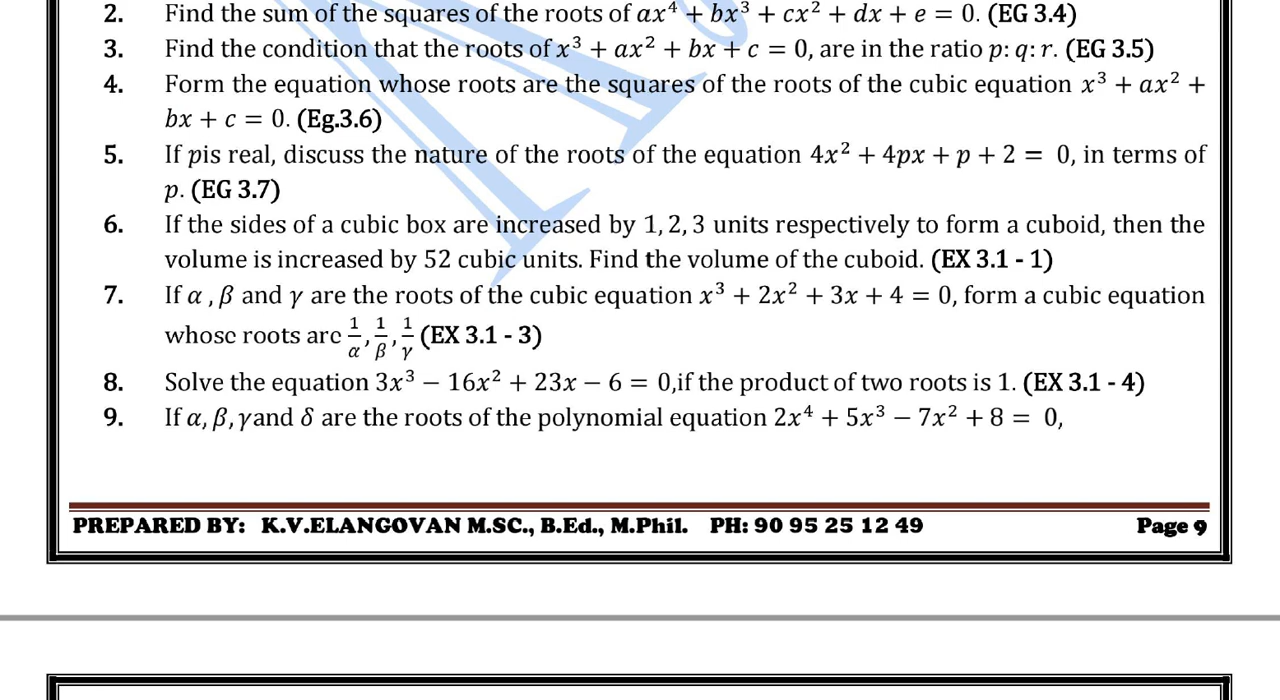 2. Find the sum of the squares of the roots of ax⁴ + bx³ + cx² + dx + e = 0. (EG 3.4)
3. Find the condition that the roots of x³ + ax² + bx + c = 0, are in the ratio p: q: r. (EG 3.5)
4. Form the equation whose roots are the squares of the roots of the cubic equation x³ + ax² +
bx + c = 0. (Eg.3.6)
5. If pis real, discuss the nature of the roots of the equation 4x² + 4px + p + 2 = 0, in terms of
p. (EG 3.7)
6. If the sides of a cubic box are increased by 1, 2, 3 units respectively to form a cuboid, then the
volume is increased by 52 cubic units. Find the volume of the cuboid. (EX 3.1 - 1)
7. If α , β and γ are the roots of the cubic equation x³ + 2x² + 3x + 4 = 0, form a cubic equation
whose roots are 1/α, 1/β, 1/γ (EX 3.1 - 3)
8. Solve the equation 3x³ − 16x² + 23x − 6 = 0,if the product of two roots is 1. (EX 3.1 - 4)
9. If α, β, γand δ are the roots of the polynomial equation 2x⁴ + 5x³ − 7x² + 8 = 0,
PREPARED BY: K.V.ELANGOVAN M.SC., B.Ed., M.Phil. PH: 90 95 25 12 49 Page 9